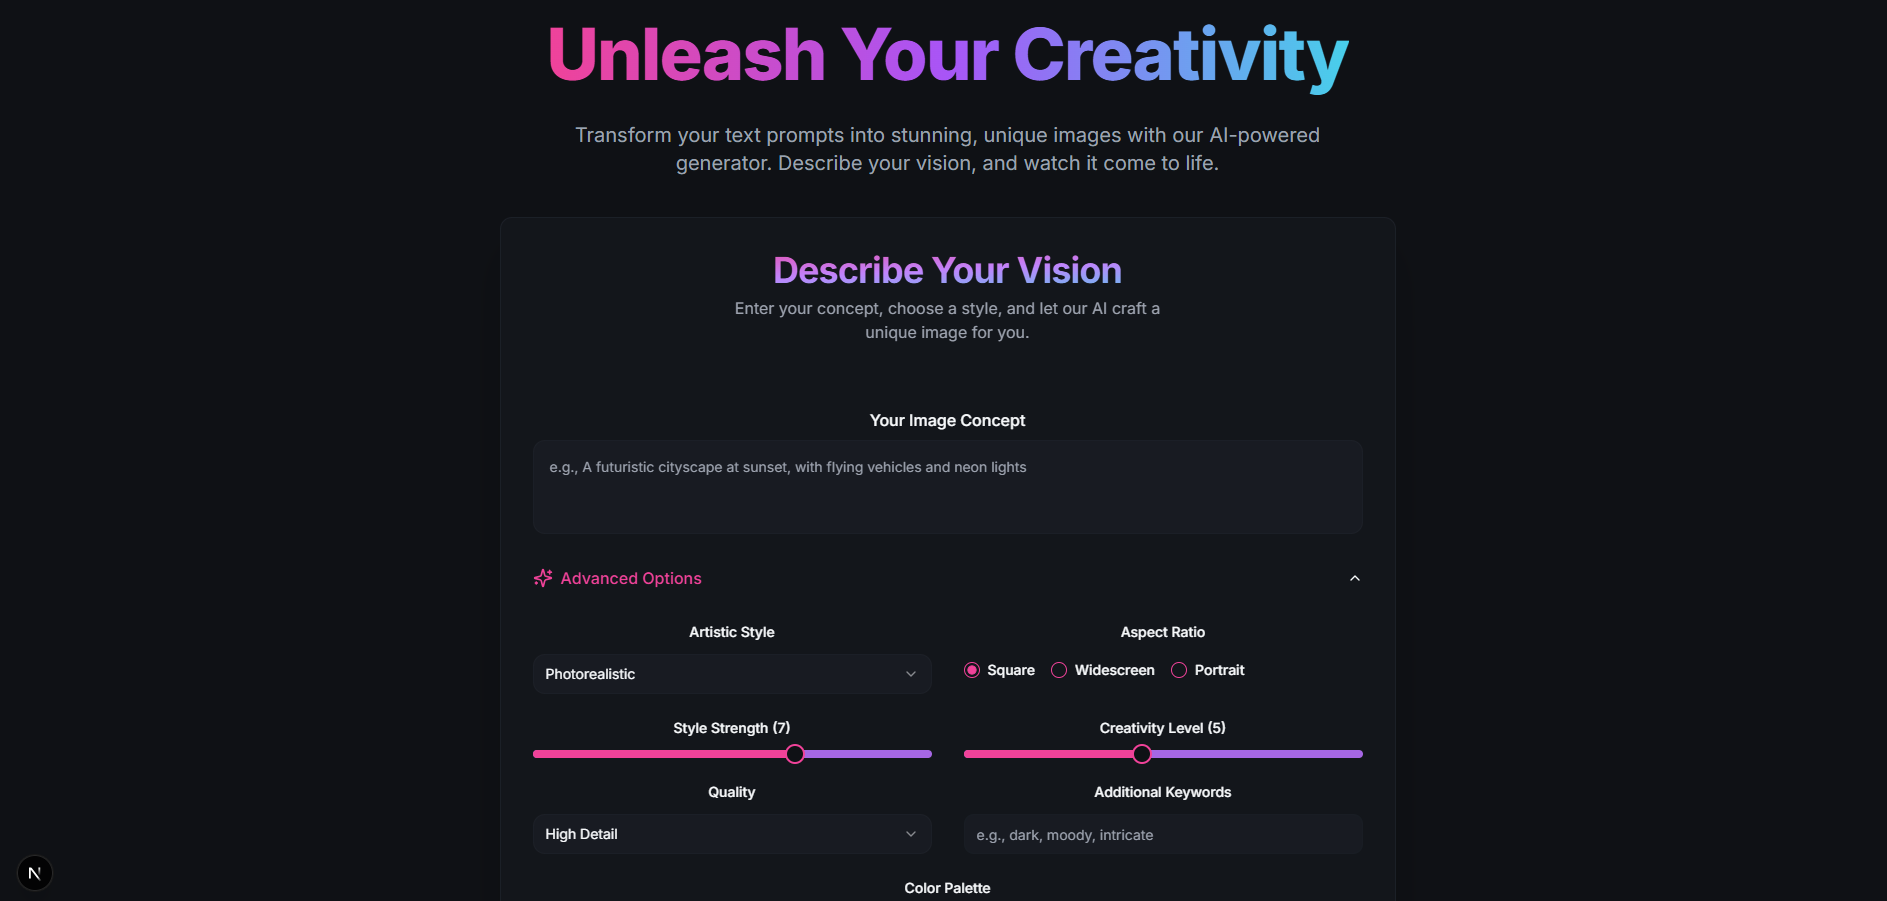 Unleash Your Creativity
Transform your text prompts into stunning, unique images with our AI-powered
generator. Describe your vision, and watch it come to life.
Describe Your Vision
Enter your concept, choose a style, and let our AI craft a
unique image for you.
Your Image Concept
e.g., A futuristic cityscape at sunset, with flying vehicles and neon lights
Advanced Options
Artistic Style
Photorealistic
Aspect Ratio
Square Widescreen Portrait
Style Strength (7)
Creativity Level (5)
Quality
High Detail
Additional Keywords
e.g., dark, moody, intricate
Color Palette
N